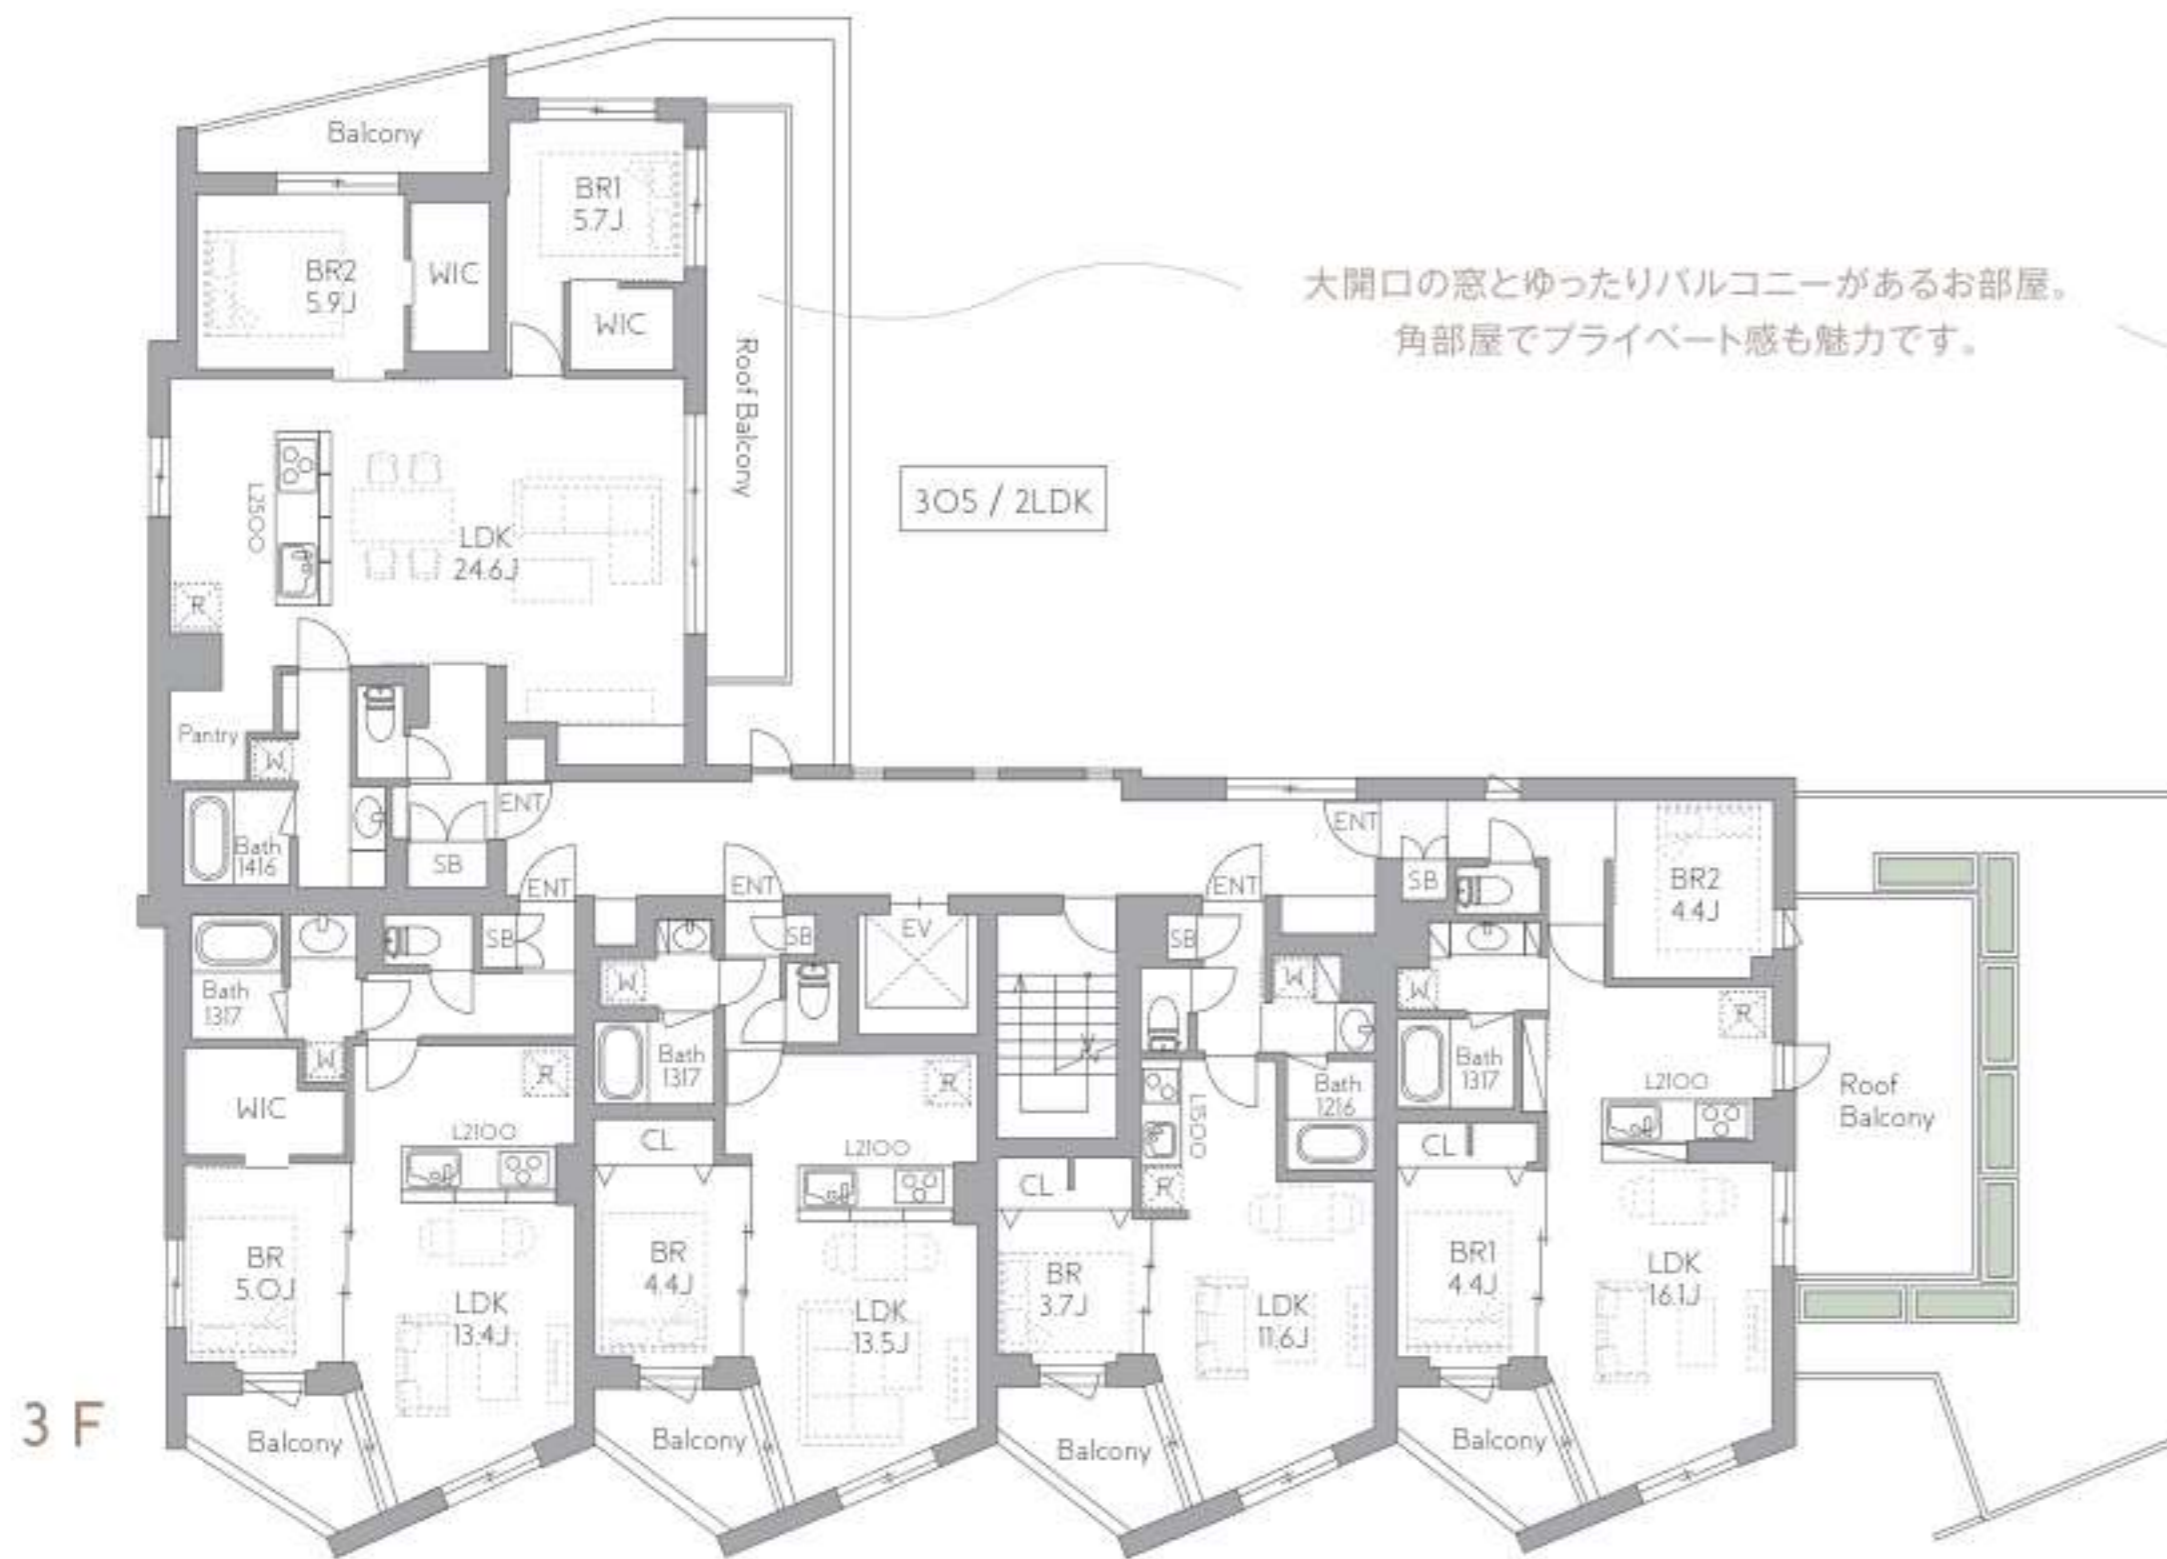 Balcony
BR1
5.7J
BR2
5.9J
WIC
WIC
Roof Balcony
大開口の窓とゆったりバルコニーがあるお部屋。
角部屋でプライベート感も魅力です。
305 / 2LDK
L2500
LDK
24.6J
R
Pantry
W
Bath
1416
SB
ENT
ENT
ENT
ENT
ENT
SB
SB
SB
SB
EV
BR2
4.4J
Bath
1317
W
WIC
R
L2100
BR
5.0J
LDK
13.4J
Balcony
W
Bath
1317
R
CL
L2100
BR
4.4J
LDK
13.5J
Balcony
W
Bath
1216
L1500
R
CL
BR
3.7J
LDK
11.6J
Balcony
W
Bath
1317
R
L2100
CL
BR1
4.4J
LDK
16.1J
Balcony
Roof
Balcony
3F